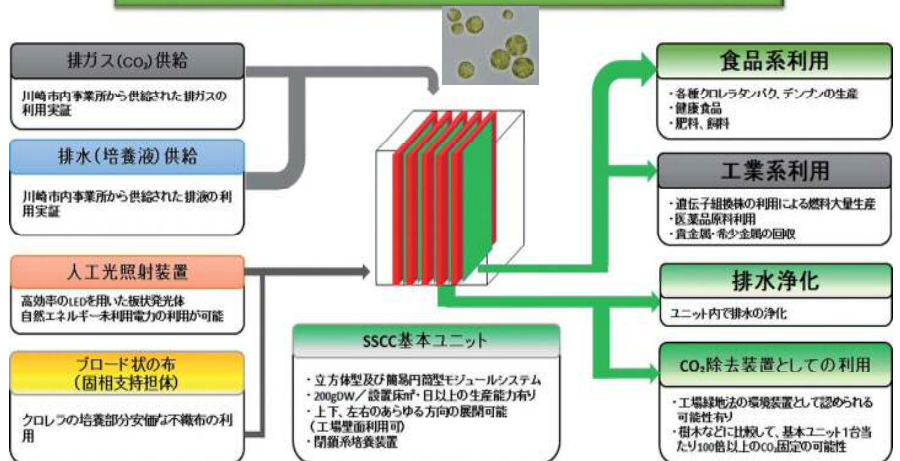 排ガス(CO₂)供給
川崎市内事業所から供給された排ガスの
利用実証
排水(培養液)供給
川崎市内事業所から供給された排液の利
用実証
人工光照射装置
高効率のLEDを用いた板状発光体
自然エネルギー未利用電力の利用が可能
ブロード状の布
(固相支持担体)
クロレラの培養部分安価な不織布の利
用
SSCC基本ユニット
・立方体型及び簡易円筒型モジュールシステム
・200gDW/設置床㎡・日以上の生産能力有り
・上下、左右のあらゆる方向の展開可能
(工場壁面利用可)
・閉鎖系培養装置
食品系利用
・各種クロレラタンパク、デンプンの生産
・健康食品
・肥料、飼料
工業系利用
・遺伝子組換株の利用による燃料大量生産
・医薬品原料利用
・貴金属・希少金属の回収
排水浄化
ユニット内で排水の浄化
CO₂除去装置としての利用
・工場緑地法の環境装置として認められる
可能性有り
・樹木などに比較して、基本ユニット1台当
たり100倍以上のCO₂固定の可能性